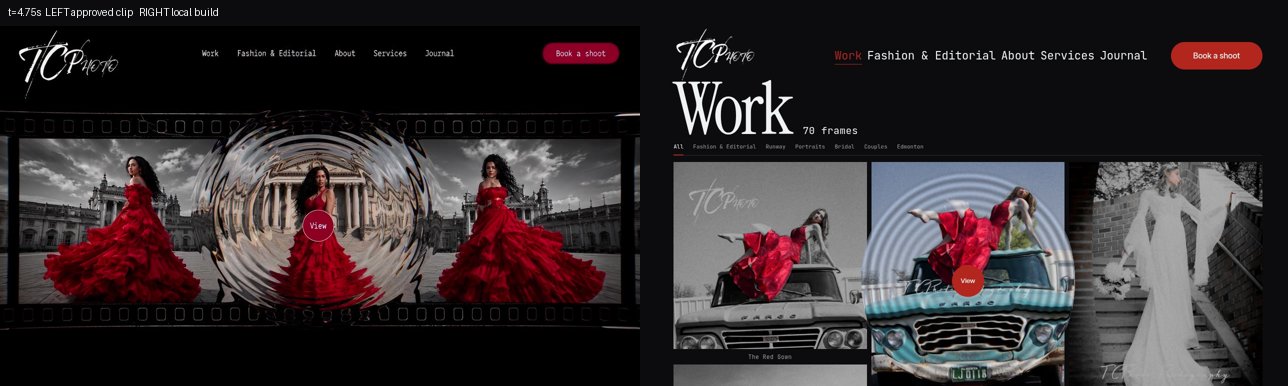 t=4.75s LEFT approved clip RIGHT local build
TCPHOTO
Work Fashion & Editorial About Services Journal
Book a shoot
View
TCPHOTO
Work Fashion & Editorial About Services Journal
Book a shoot
Work 70 frames
All Fashion & Editorial Runway Portraits Bridal Couples Edmonton
TCPHOTO
View
The Red Gown